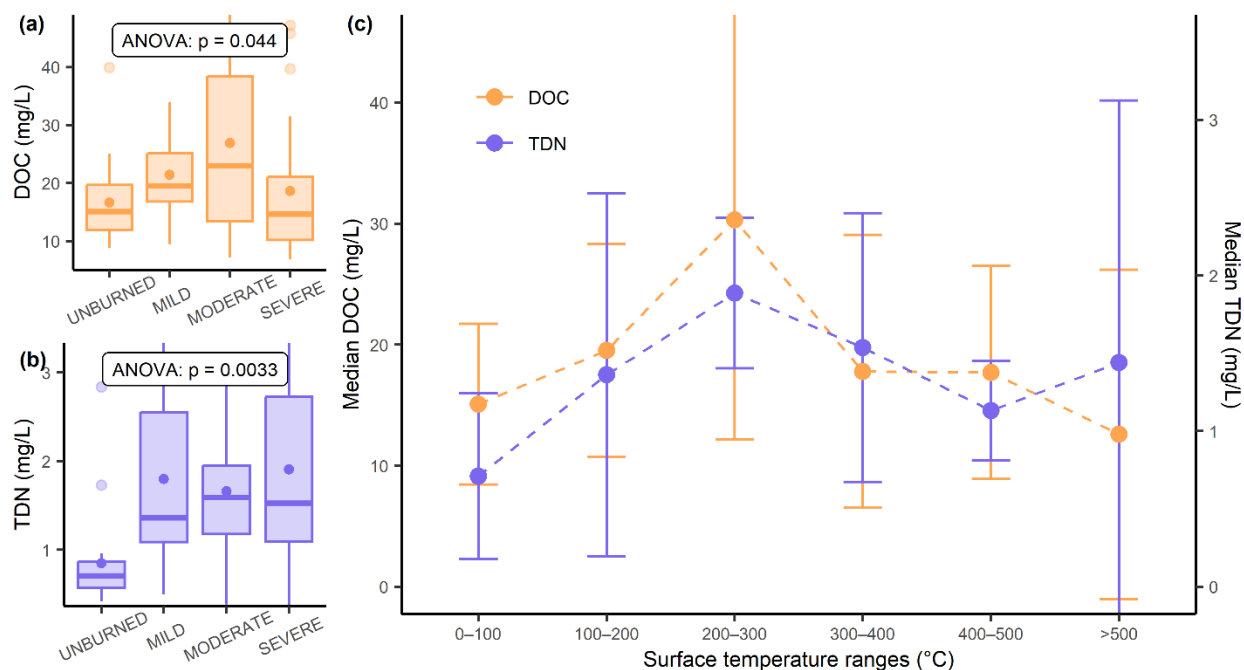 (a)
ANOVA: p = 0.044
DOC (mg/L)
40
30
20
10
UNBURNED
MILD
MODERATE
SEVERE
(b)
ANOVA: p = 0.0033
TDN (mg/L)
3
2
1
UNBURNED
MILD
MODERATE
SEVERE
(c)
DOC
TDN
Median DOC (mg/L)
40
30
20
10
0
Median TDN (mg/L)
3
2
1
0
0–100
100–200
200–300
300–400
400–500
>500
Surface temperature ranges (°C)